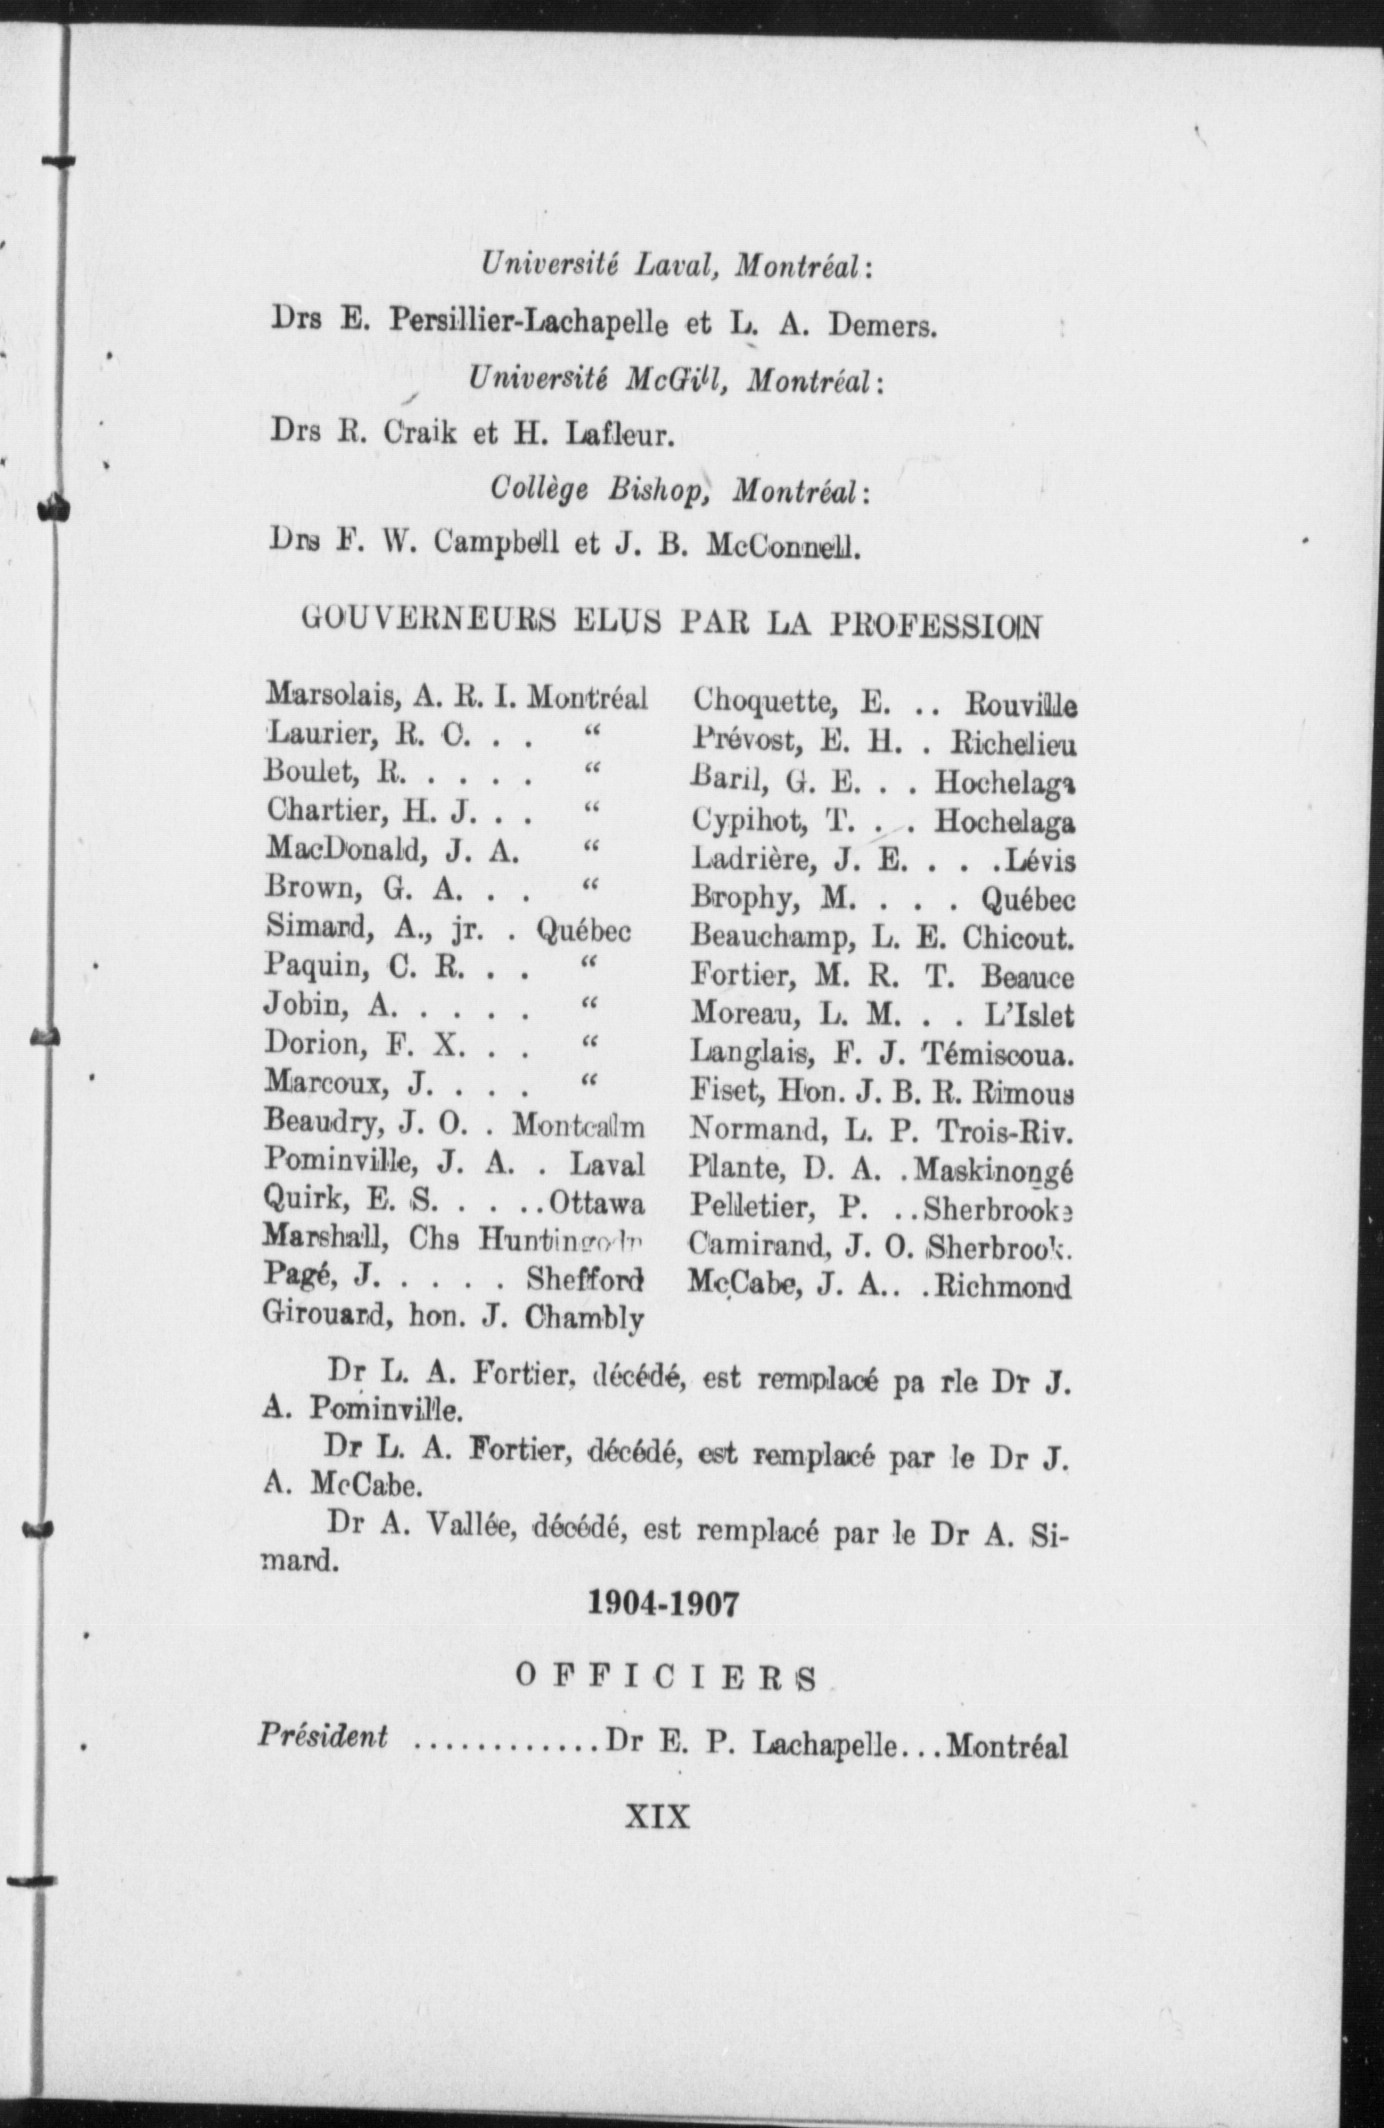 Université Laval, Montréal:
Drs E. Persillier-Lachapelle et L. A. Demers.
Université McGill, Montréal:
Drs R. Craik et H. Lafleur.
Collège Bishop, Montréal:
Drs F. W. Campbell et J. B. McConnell.
GOUVERNEURS ELUS PAR LA PROFESSION
Marsolais, A. R. I. Montréal
Laurier, R. C. . . “
Boulet, R. . . . . “
Chartier, H. J. . . “
MacDonald, J. A. “
Brown, G. A. . . “
Simard, A., jr. . Québec
Paquin, C. R. . . “
Jobin, A. . . . . “
Dorion, F. X. . . “
Marcoux, J. . . . “
Beaudry, J. O. . Montcalm
Pominville, J. A. . Laval
Quirk, E. S. . . . . Ottawa
Marshall, Chs
Pagé, J. . . . . . Shefford
Girouard, hon. J. Chambly
Choquette, E. . . Rouville
Prévost, E. H. . Richelieu
Baril, G. E. . . Hochelaga
Cypihot, T. . . Hochelaga
Ladrière, J. E. . . . Lévis
Brophy, M. . . . Québec
Beauchamp, L. E. Chicout.
Fortier, M. R. T. Beauce
Moreau, L. M. . . L'Islet
Langlais, F. J. Témiscoua.
Fiset, Hon. J. B. R. Rimous
Normand, L. P. Trois-Riv.
Plante, D. A. . Maskinongé
Pelletier, P. . . Sherbrooke
Camirand, J. O. Sherbrook.
McCabe, J. A. . . Richmond
Dr L. A. Fortier, décédé, est remplacé pa rle Dr J.
A. Pominville.
Dr L. A. Fortier, décédé, est remplacé par le Dr J.
A. McCabe.
Dr A. Vallée, décédé, est remplacé par le Dr A. Si-
mard.
1904-1907
OFFICIERS
Président ............Dr E. P. Lachapelle...Montréal
XIX